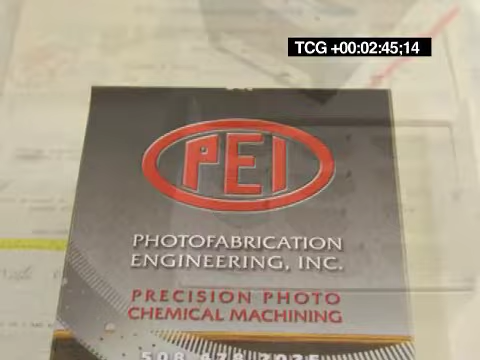 TCG +00:02:45;14
PEI
PHOTOFABRICATION
ENGINEERING, INC.
PRECISION PHOTO
CHEMICAL MACHINING